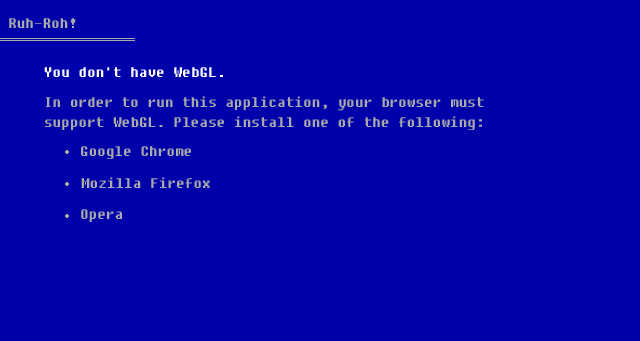 Ruh-Roh!
You don't have WebGL.
In order to run this application, your browser must
support WebGL. Please install one of the following:
• Google Chrome
• Mozilla Firefox
• Opera